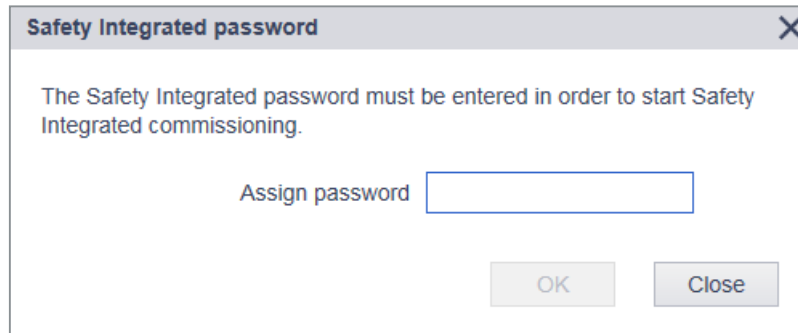 Safety Integrated password
The Safety Integrated password must be entered in order to start Safety
Integrated commissioning.
Assign password
OK
Close